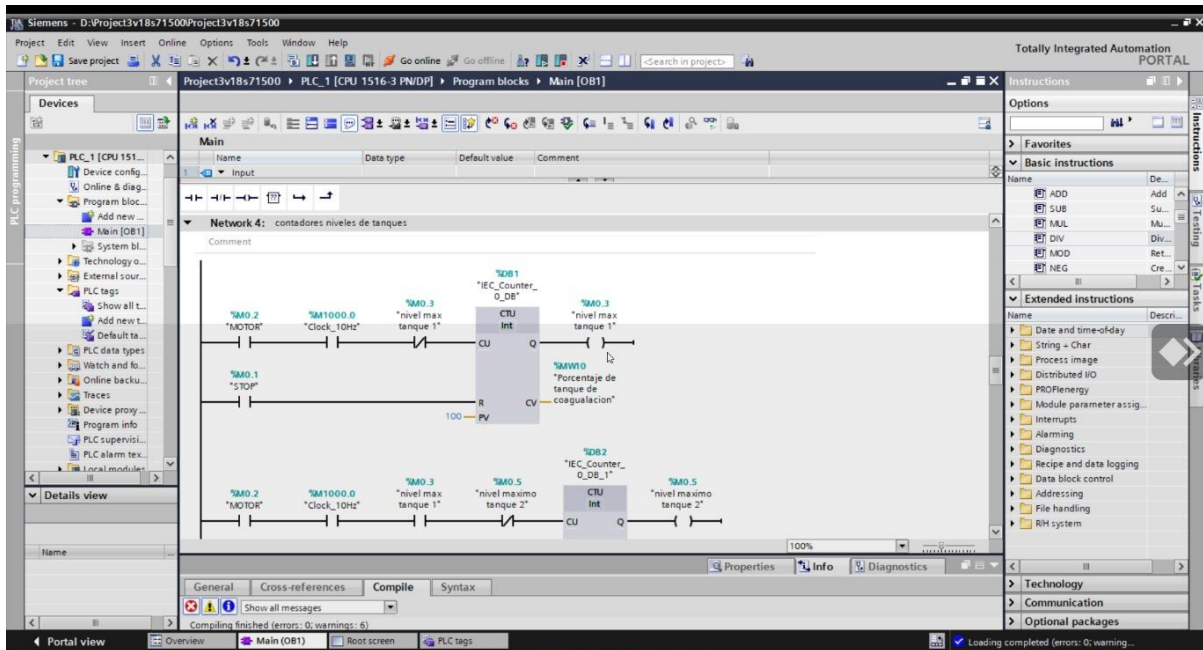 Siemens - D:\Project3v18s71500\Project3v18s71500
Project Edit View Insert Online Options Tools Window Help
Totally Integrated Automation
PORTAL
Save project
Go online
Go offline
<Search in project>
Project tree
Project3v18s71500 ▸ PLC_1 [CPU 1516-3 PN/DP] ▸ Program blocks ▸ Main [OB1]
Instructions
Devices
Options
PLC programming
PLC_1 [CPU 151...
Device config...
Online & diag...
Program bloc...
Add new ...
Main [OB1]
System bl...
Technology o...
External sour...
PLC tags
Show all t...
Add new t...
Default ta...
PLC data types
Watch and fo...
Online backu...
Traces
Device proxy ...
Program info
PLC supervisi...
PLC alarm tex...
Local modules
Details view
Name
Main
Name Data type Default value Comment
1 Input
Network 4: contadores niveles de tanques
Comment
%DB1
"IEC_Counter_
0_DB"
%M0.2
"MOTOR"
%M1000.0
"Clock_10Hz"
%M0.3
"nivel max
tanque 1"
CTU
Int
CU Q
%M0.3
"nivel max
tanque 1"
%M0.1
"STOP"
%MW10
"Porcentaje de
tanque de
coagualacion"
R CV
100 PV
%DB2
"IEC_Counter_
0_DB_1"
%M0.2
"MOTOR"
%M1000.0
"Clock_10Hz"
%M0.3
"nivel max
tanque 1"
%M0.5
"nivel maximo
tanque 2"
CTU
Int
CU Q
%M0.5
"nivel maximo
tanque 2"
100%
Properties Info Diagnostics
General Cross-references Compile Syntax
Show all messages
Compiling finished (errors: 0; warnings: 6)
Favorites
Basic instructions
Name De...
ADD Add
SUB Su...
MUL Mu...
DIV Div...
MOD Ret...
NEG Cre...
Extended instructions
Name Descri...
Date and time-of-day
String + Char
Process image
Distributed I/O
PROFIenergy
Module parameter assig...
Interrupts
Alarming
Diagnostics
Recipe and data logging
Data block control
Addressing
File handling
R/H system
Technology
Communication
Optional packages
Instructions
Testing
Tasks
Portal view
Overview
Main (OB1)
Root screen
PLC tags
Loading completed (errors: 0; warning...